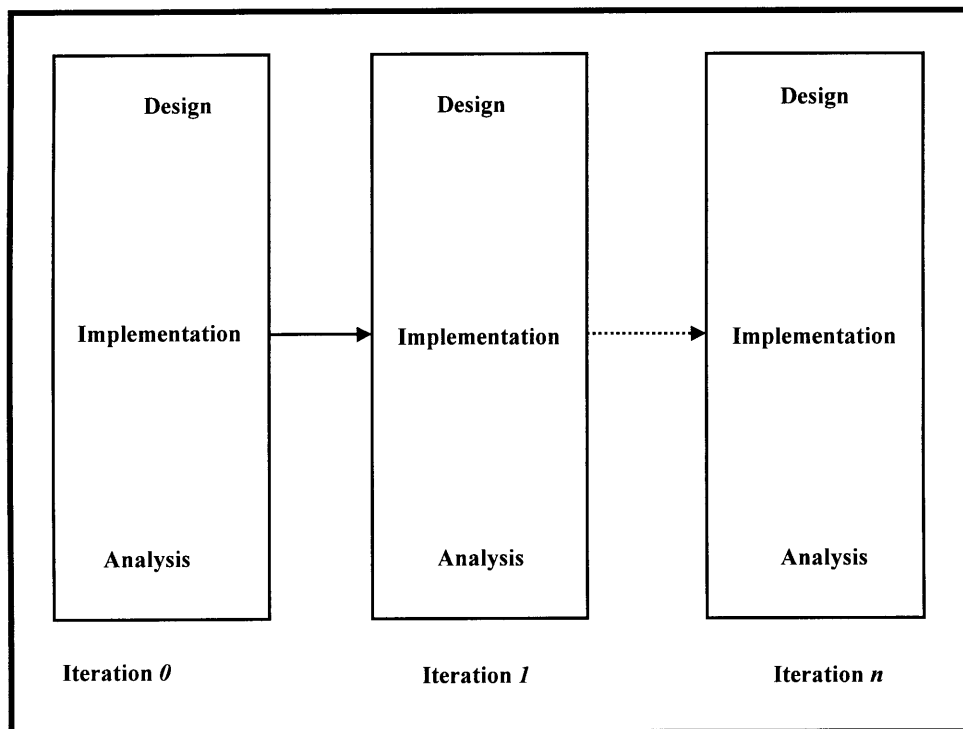 Design
Implementation
Analysis
Iteration 0
Design
Implementation
Analysis
Iteration 1
Design
Implementation
Analysis
Iteration n